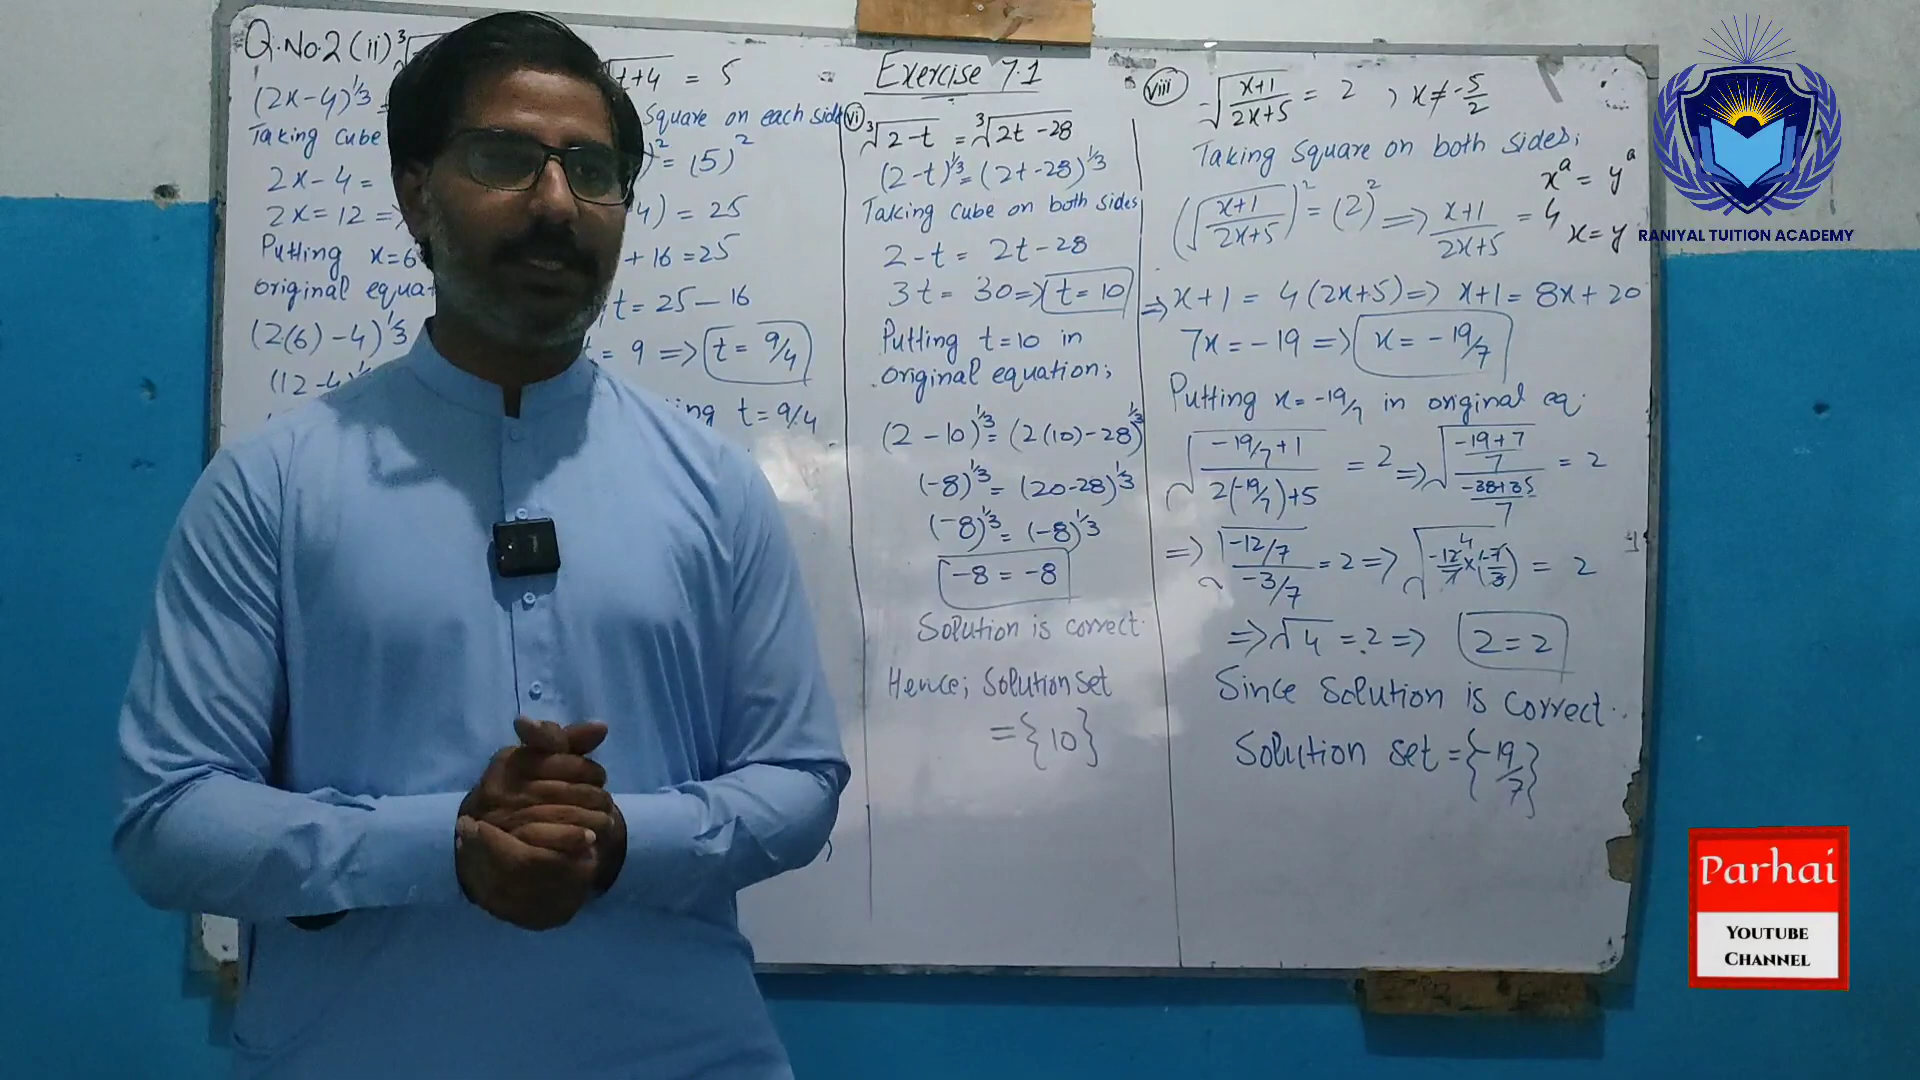 Exercise 7.1
Q.No.2 (ii) ∛
(2x-4)^1/3 =
Taking cube
2x-4 =
2x = 12 =>
Putting x=6
original equat
(2(6) -4)^1/3
(12-4)^1/3
√t+4 = 5
Square on each side
)² = (5)²
4) = 25
+ 16 = 25
t = 25 - 16
t = 9 => t = 9/4
ing t = 9/4
(vi) ∛2-t = ∛2t-28
(2-t)^1/3 = (2t-28)^1/3
Taking cube on both sides
2-t = 2t-28
3t = 30 => t = 10
Putting t=10 in
original equation;
(2-10)^1/3 = (2(10)-28)^1/3
(-8)^1/3 = (20-28)^1/3
(-8)^1/3 = (-8)^1/3
-8 = -8
Solution is correct.
Hence; Solution set
= {10}
(viii) √(x+1/2x+5) = 2 , x ≠ -5/2
Taking square on both sides;
x^a = y^a
x = y
(√(x+1/2x+5))² = (2)² => x+1/2x+5 = 4
=> x+1 = 4(2x+5) => x+1 = 8x+20
7x = -19 => x = -19/7
Putting x = -19/7 in original eq.
√(-19/7+1 / 2(-19/7)+5) = 2 => √(-19+7/7 / -38+35/7) = 2
=> √(-12/7 / -3/7) = 2 => √(-12/7 × (-7/3)) = 2
4
=> √4 = 2 => 2 = 2
Since Solution is correct.
Solution set = {-19/7}
RANIYAL TUITION ACADEMY
Parhai
YOUTUBE
CHANNEL